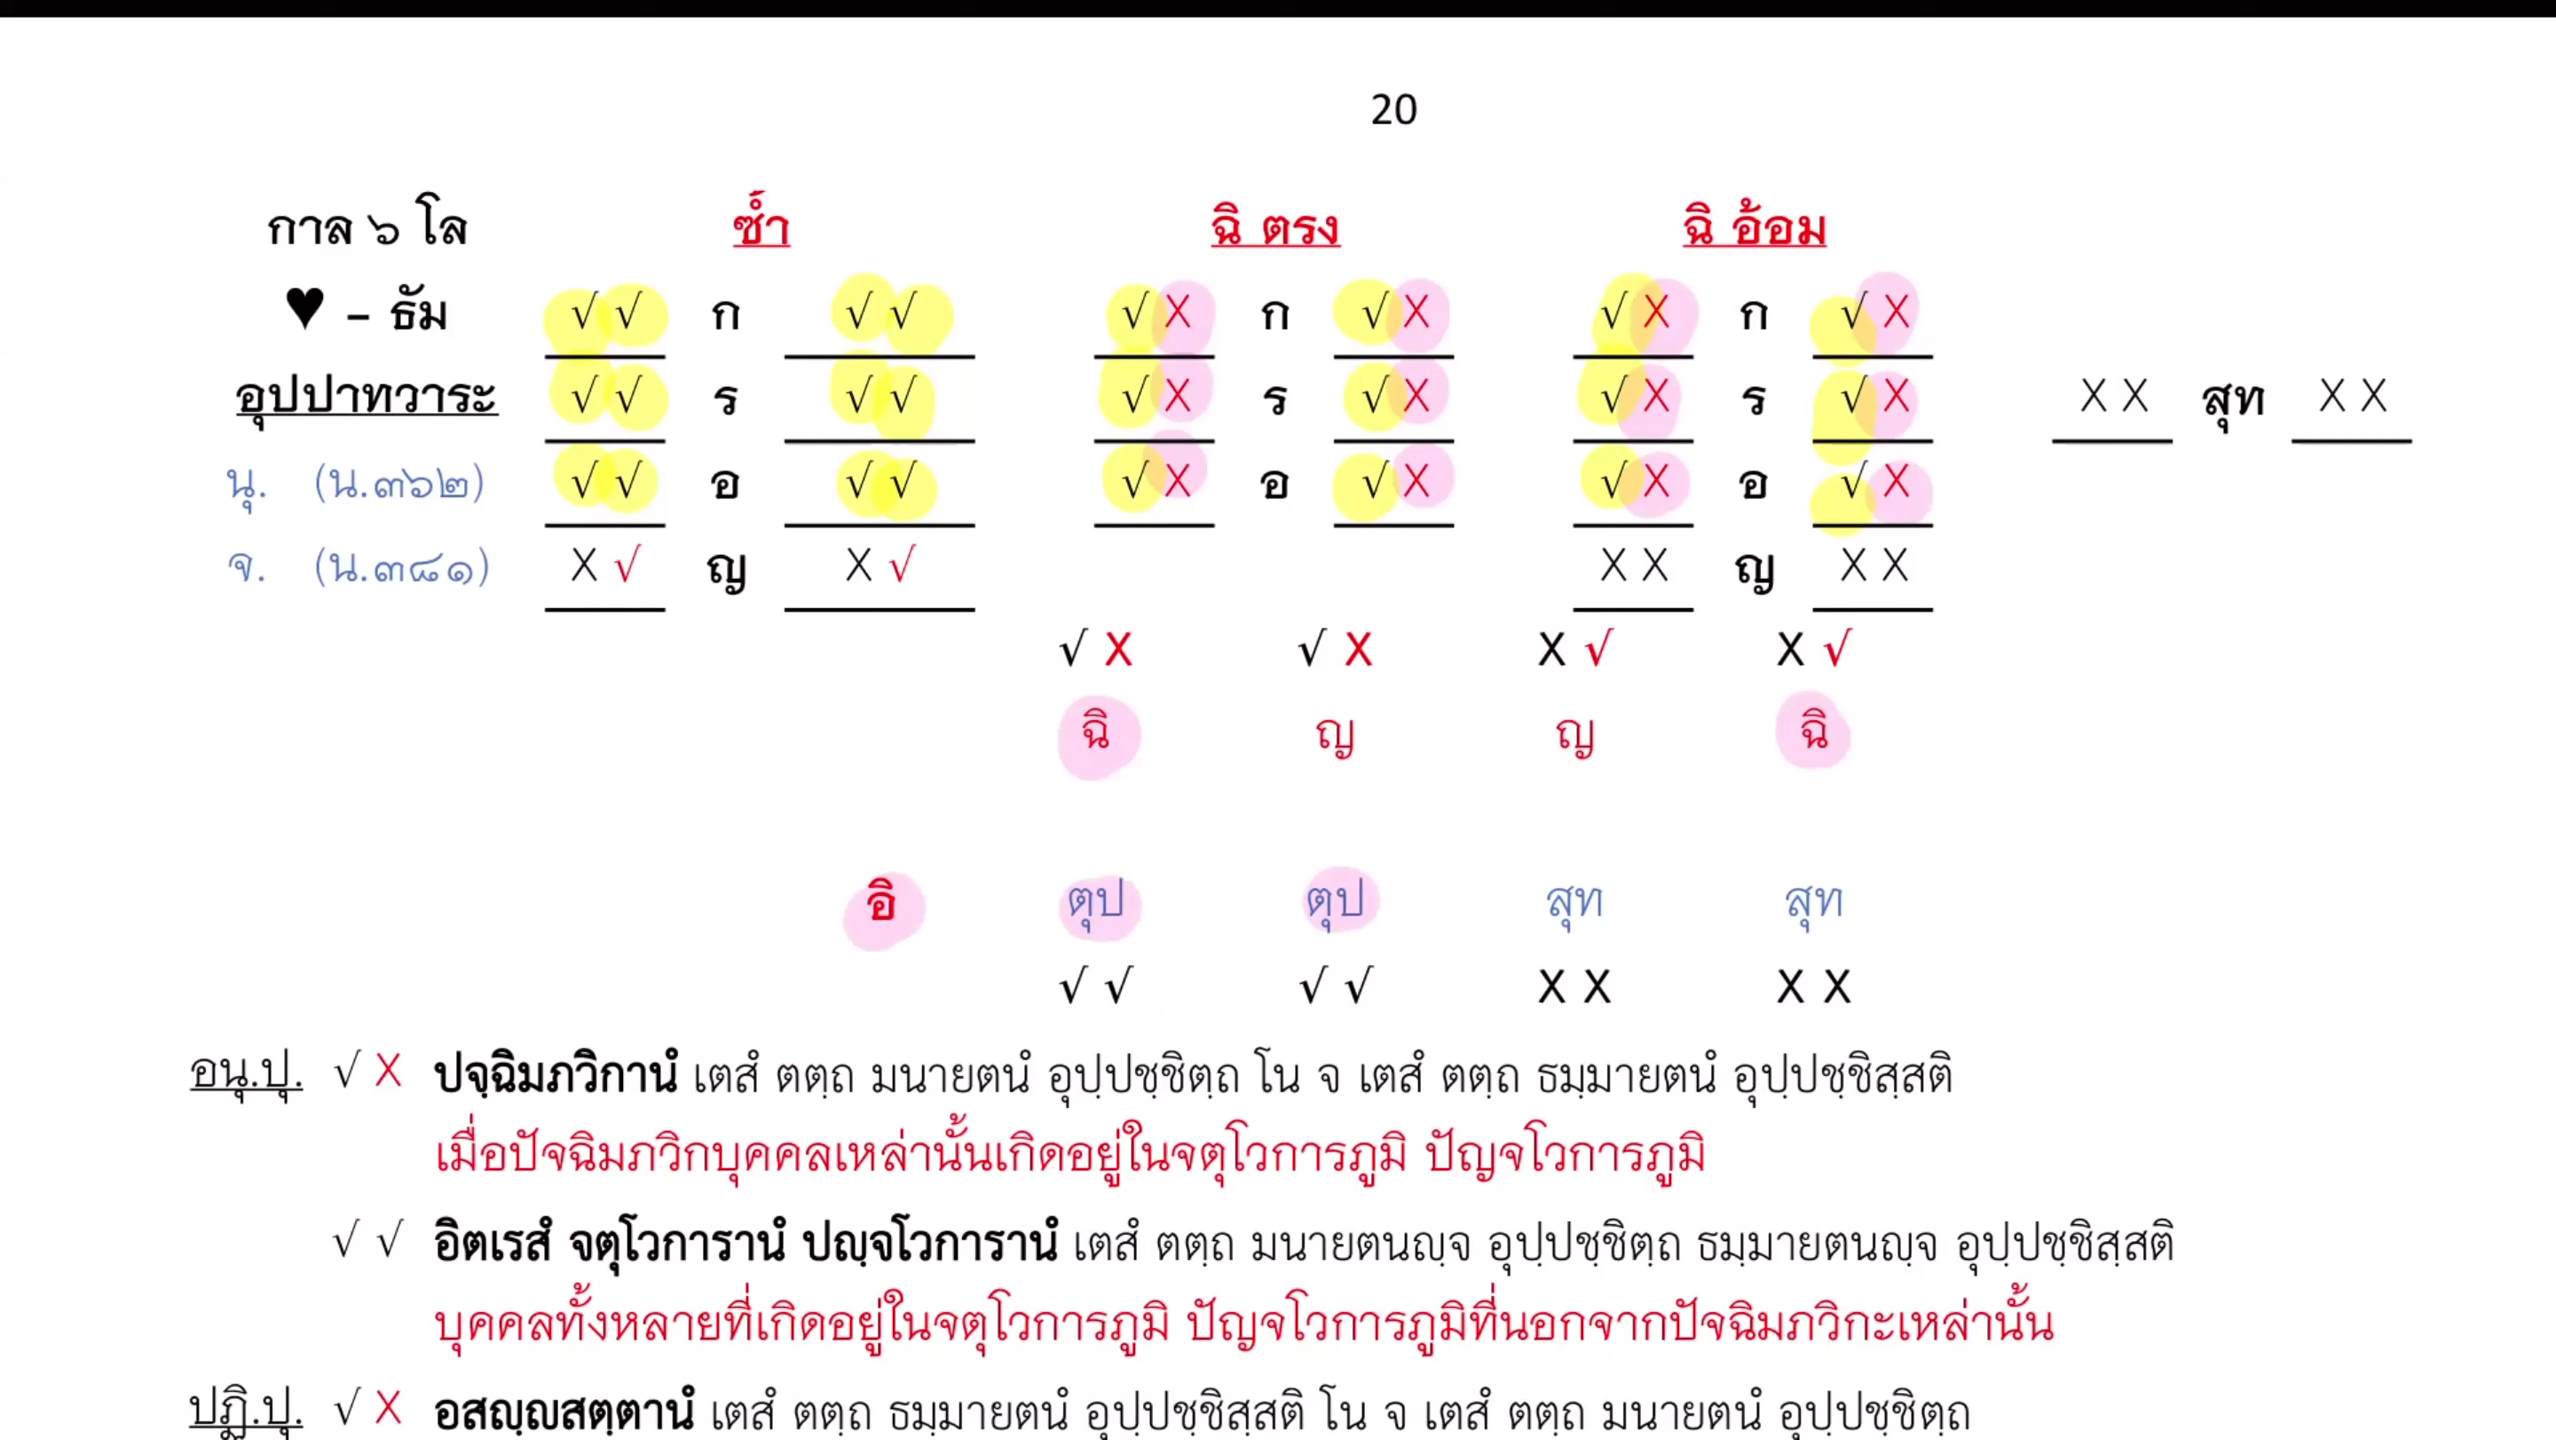 20
กาล ๖ โล ซ้ำ ฉิ ตรง ฉิ อ้อม
♥ – ธัม √ √ ก √ √ √ X ก √ X √ X ก √ X
อุปปาทวาระ √ √ ร √ √ √ X ร √ X √ X ร √ X X X สุท X X
นุ. (น.๓๖๒) √ √ อ √ √ √ X อ √ X √ X อ √ X
จ. (น.๓๘๑) X √ ญ X √ X X ญ X X
√ X √ X X √ X √
ฉิ ญ ญ ฉิ
อิ ตุป ตุป สุท สุท
√ √ √ √ X X X X
อนุ.ปุ. √ X ปจฺฉิมภวิกานํ เตสํ ตตฺถ มนายตนํ อุปฺปชฺชิตฺถ โน จ เตสํ ตตฺถ ธมฺมายตนํ อุปฺปชฺชิสฺสติ
เมื่อปัจฉิมภวิกบุคคลเหล่านั้นเกิดอยู่ในจตุโวการภูมิ ปัญจโวการภูมิ
√ √ อิตเรสํ จตุโวการานํ ปญฺจโวการานํ เตสํ ตตฺถ มนายตนญฺจ อุปฺปชฺชิตฺถ ธมฺมายตนญฺจ อุปฺปชฺชิสฺสติ
บุคคลทั้งหลายที่เกิดอยู่ในจตุโวการภูมิ ปัญจโวการภูมิที่นอกจากปัจฉิมภวิกะเหล่านั้น
ปฏิ.ปุ. √ X อสญฺญสตฺตานํ เตสํ ตตฺถ ธมฺมายตนํ อุปฺปชฺชิสฺสติ โน จ เตสํ ตตฺถ มนายตนํ อุปฺปชฺชิตฺถ